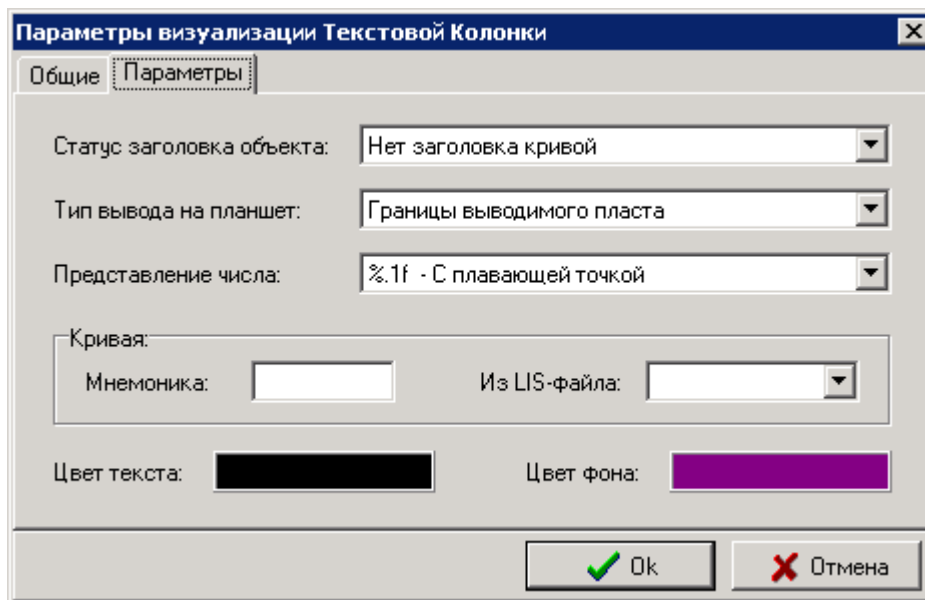 Параметры визуализации Текстовой Колонки
Общие Параметры
Статус заголовка объекта: Нет заголовка кривой
Тип вывода на планшет: Границы выводимого пласта
Представление числа: %.1f - С плавающей точкой
Кривая:
Мнемоника: Из LIS-файла:
Цвет текста: Цвет фона:
Ok Отмена